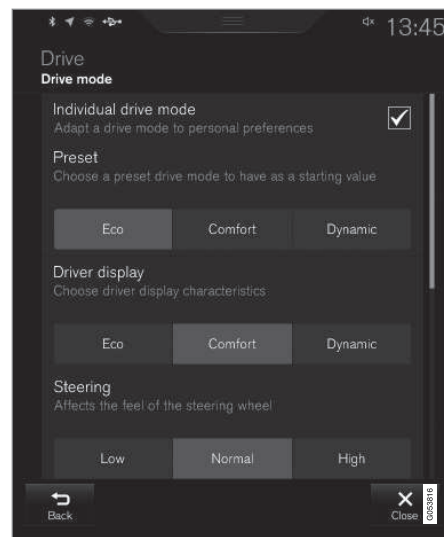 13:45
Drive
Drive mode
Individual drive mode
Adapt a drive mode to personal preferences
Preset
Choose a preset drive mode to have as a starting value
Eco Comfort Dynamic
Driver display
Choose driver display characteristics
Eco Comfort Dynamic
Steering
Affects the feel of the steering wheel
Low Normal High
Back Close
G053816